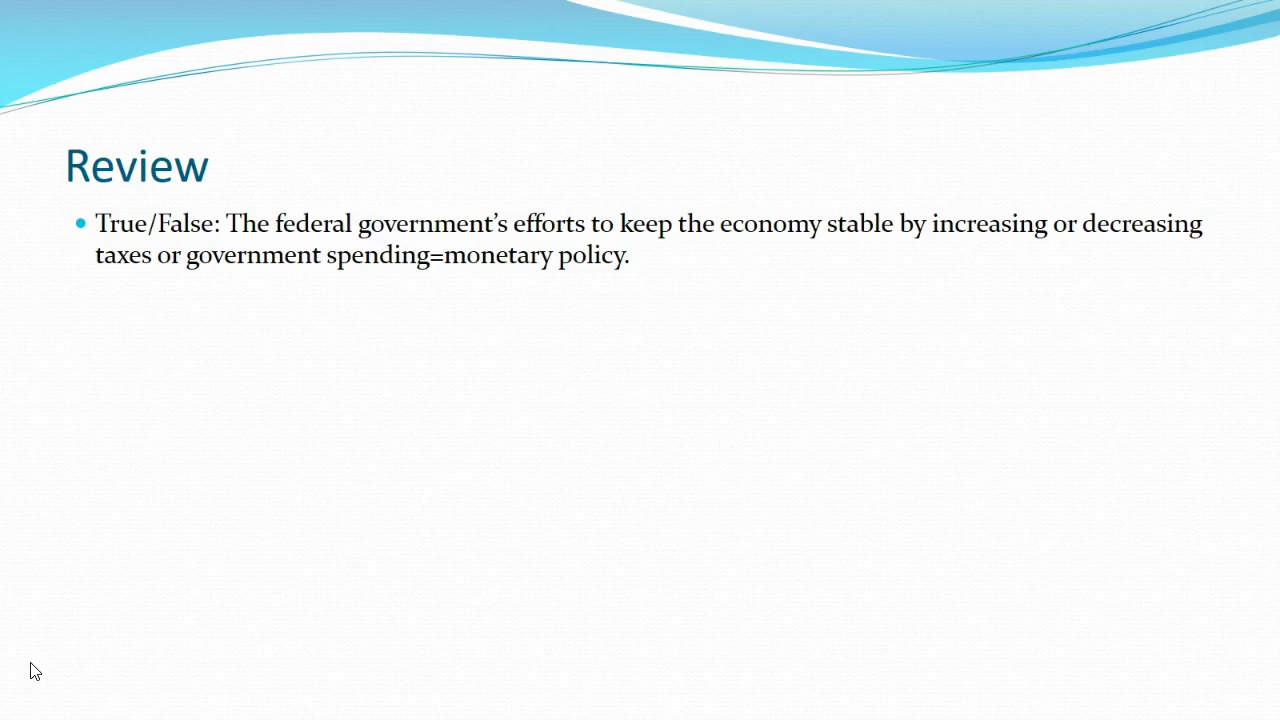 Review
True/False: The federal government’s efforts to keep the economy stable by increasing or decreasing
taxes or government spending=monetary policy.